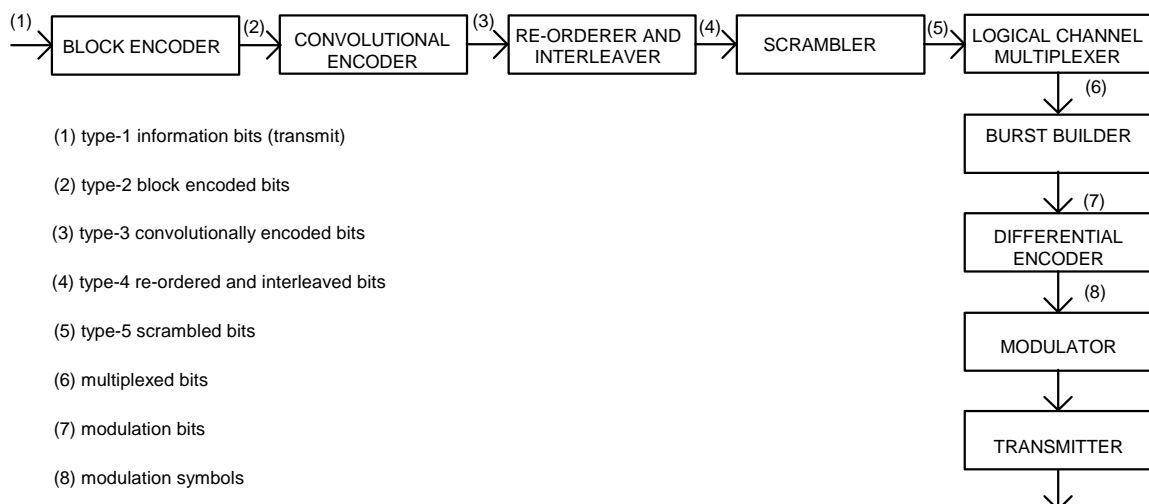 (1)
BLOCK ENCODER
(2)
CONVOLUTIONAL
ENCODER
(3)
RE-ORDERER AND
INTERLEAVER
(4)
SCRAMBLER
(5)
LOGICAL CHANNEL
MULTIPLEXER
(6)
BURST BUILDER
(7)
DIFFERENTIAL
ENCODER
(8)
MODULATOR
TRANSMITTER
(1) type-1 information bits (transmit)
(2) type-2 block encoded bits
(3) type-3 convolutionally encoded bits
(4) type-4 re-ordered and interleaved bits
(5) type-5 scrambled bits
(6) multiplexed bits
(7) modulation bits
(8) modulation symbols